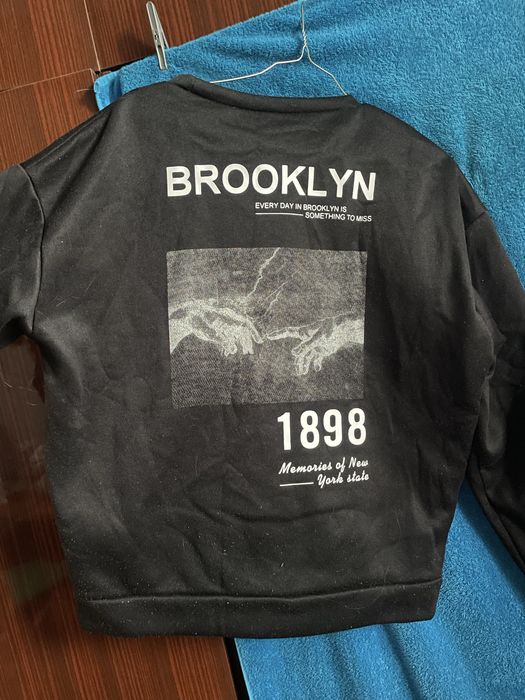 BROOKLYN
EVERY DAY IN BROOKLYN IS
SOMETHING TO MISS
1898
Memories of New
York state